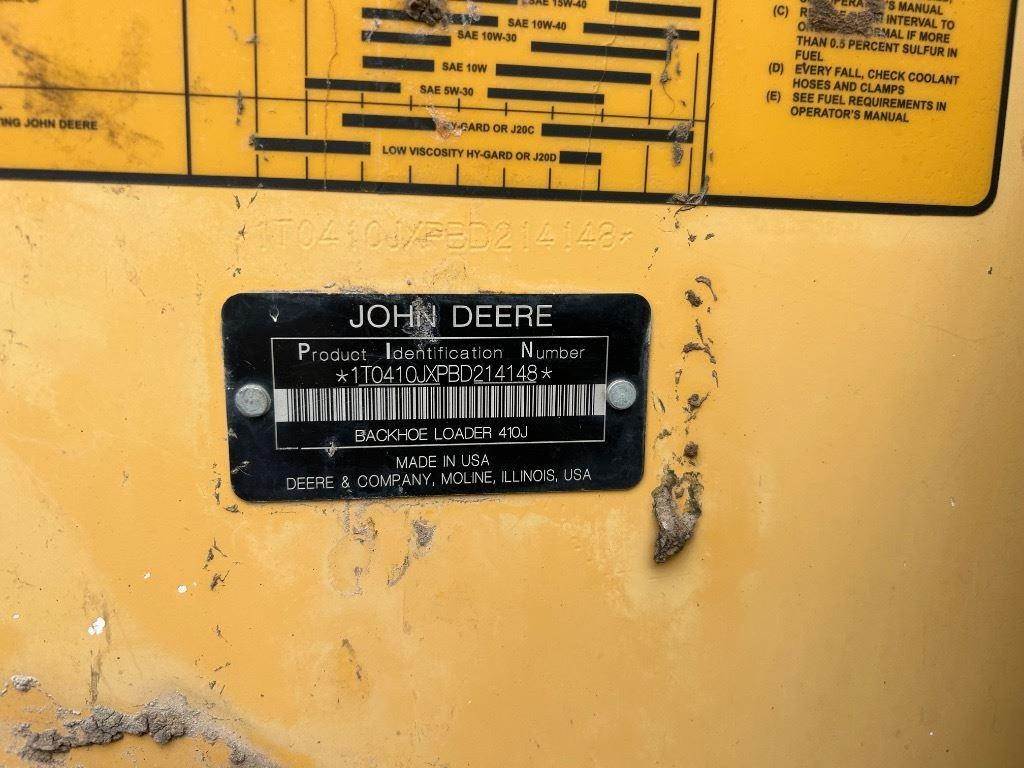 SAE 15W-40
SAE 10W-40
SAE 10W-30
SAE 10W
SAE 5W-30
HY-GARD OR J20C
LOW VISCOSITY HY-GARD OR J20D
JOHN DEERE
'S MANUAL
(C) INTERVAL TO
MAL IF MORE
THAN 0.5 PERCENT SULFUR IN
FUEL
(D) EVERY FALL, CHECK COOLANT
HOSES AND CLAMPS
(E) SEE FUEL REQUIREMENTS IN
OPERATOR'S MANUAL
1T0410JXPBD214148*
JOHN DEERE
Product Identification Number
*1T0410JXPBD214148*
BACKHOE LOADER 410J
MADE IN USA
DEERE & COMPANY, MOLINE, ILLINOIS, USA